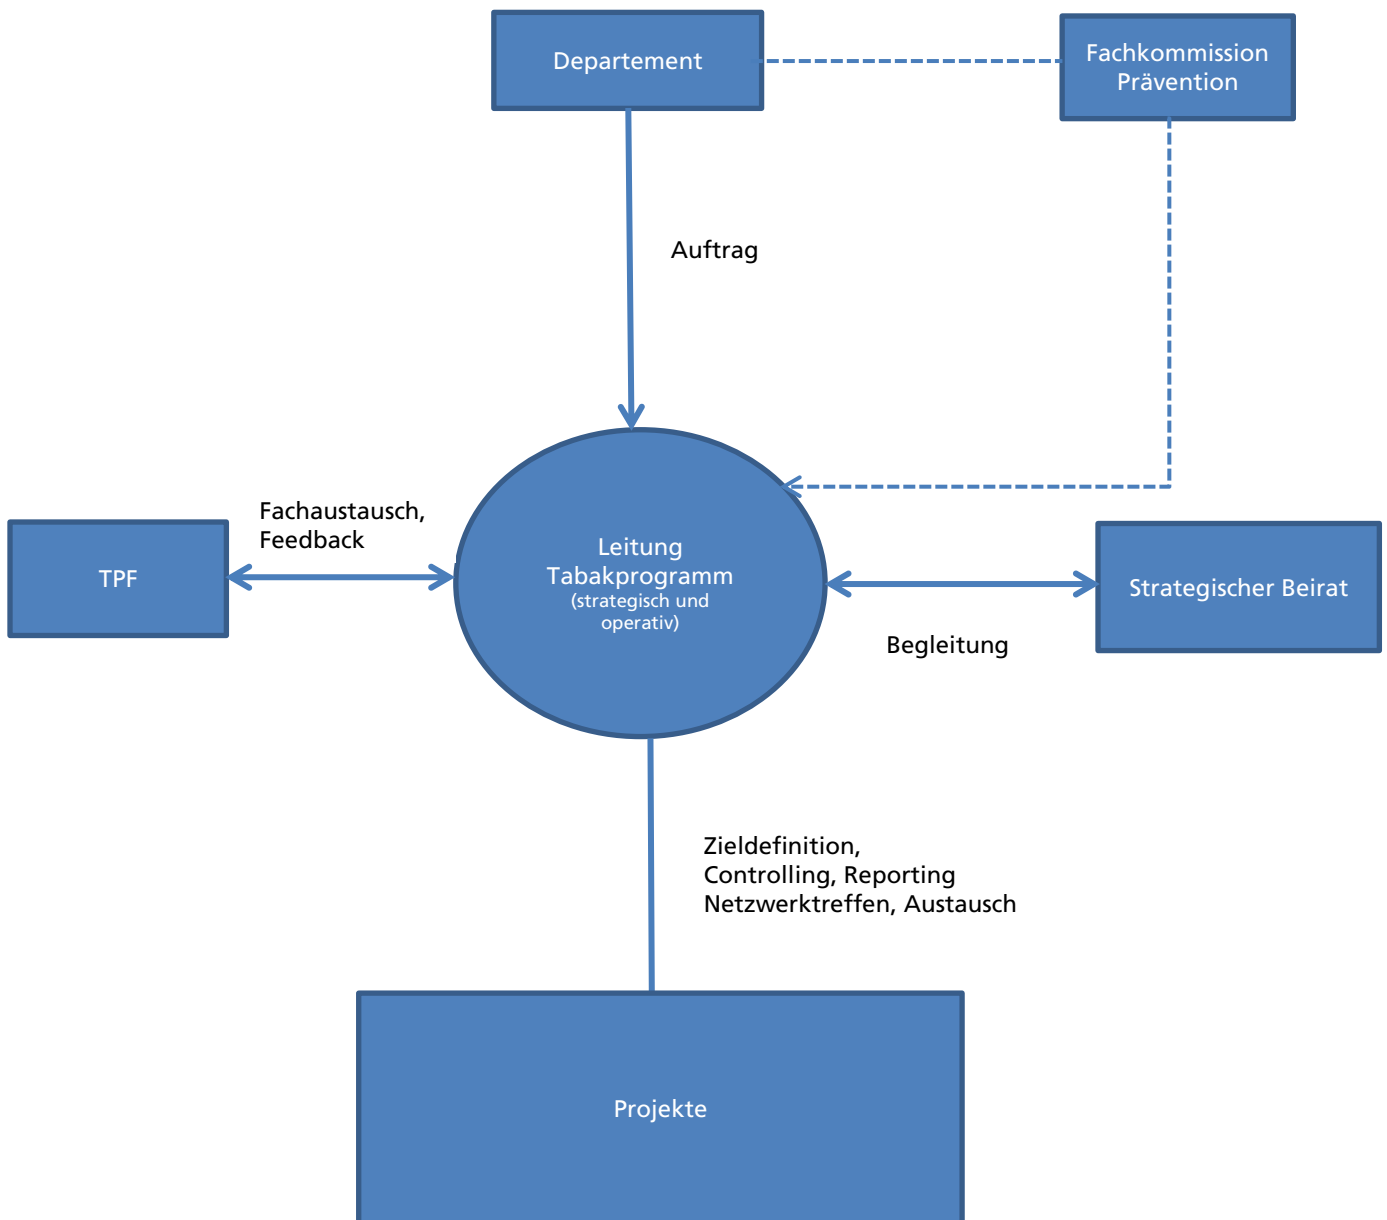 Departement
Fachkommission
Prävention
Auftrag
Fachaustausch,
Feedback
TPF
Leitung
Tabakprogramm
(strategisch und
operativ)
Strategischer Beirat
Begleitung
Zieldefinition,
Controlling, Reporting
Netzwerktreffen, Austausch
Projekte